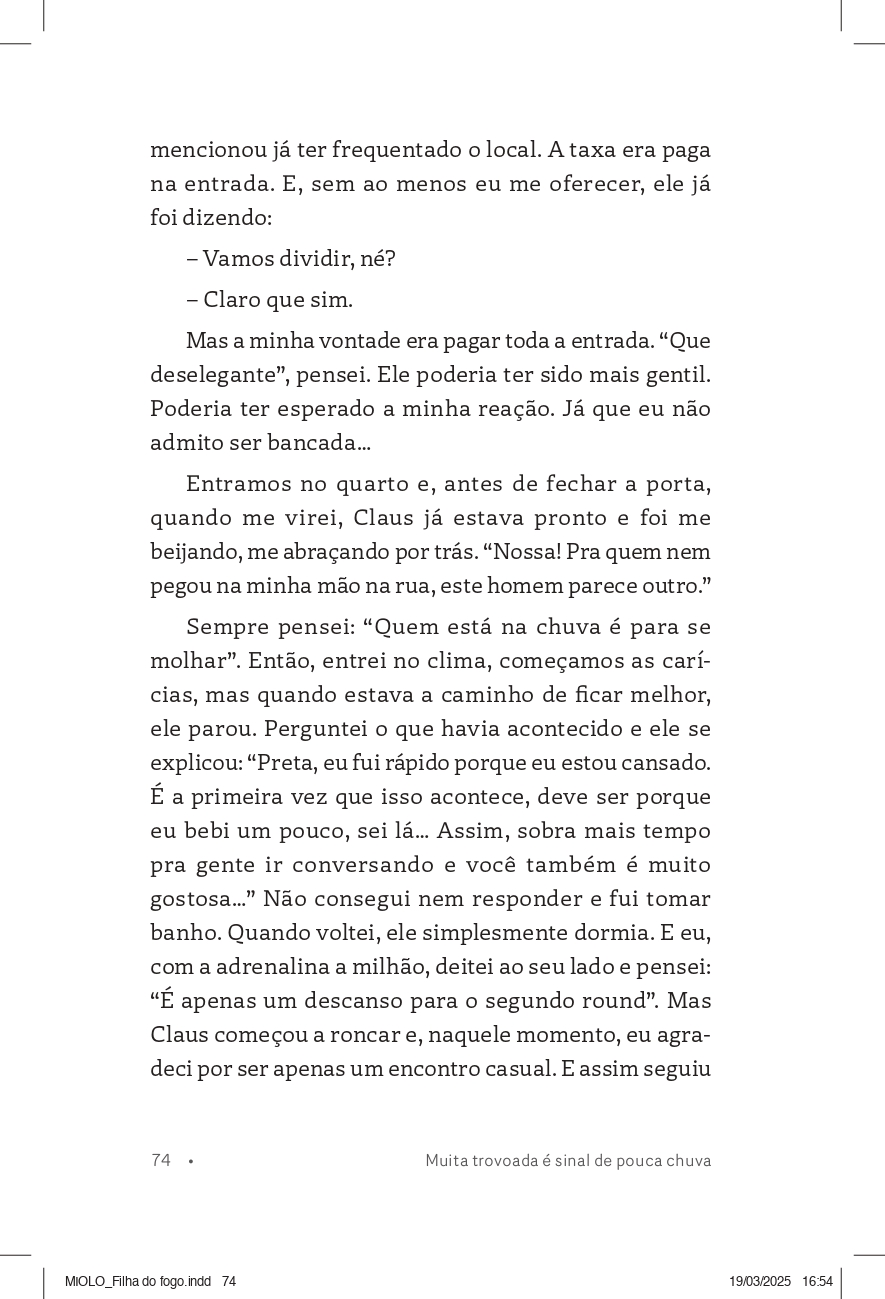 mencionou já ter frequentado o local. A taxa era paga
na entrada. E, sem ao menos eu me oferecer, ele já
foi dizendo:
– Vamos dividir, né?
– Claro que sim.
Mas a minha vontade era pagar toda a entrada. “Que
deselegante”, pensei. Ele poderia ter sido mais gentil.
Poderia ter esperado a minha reação. Já que eu não
admito ser bancada...
Entramos no quarto e, antes de fechar a porta,
quando me virei, Claus já estava pronto e foi me
beijando, me abraçando por trás. “Nossa! Pra quem nem
pegou na minha mão na rua, este homem parece outro.”
Sempre pensei: “Quem está na chuva é para se
molhar”. Então, entrei no clima, começamos as carí-
cias, mas quando estava a caminho de ficar melhor,
ele parou. Perguntei o que havia acontecido e ele se
explicou: “Preta, eu fui rápido porque eu estou cansado.
É a primeira vez que isso acontece, deve ser porque
eu bebi um pouco, sei lá... Assim, sobra mais tempo
pra gente ir conversando e você também é muito
gostosa...” Não consegui nem responder e fui tomar
banho. Quando voltei, ele simplesmente dormia. E eu,
com a adrenalina a milhão, deitei ao seu lado e pensei:
“É apenas um descanso para o segundo round”. Mas
Claus começou a roncar e, naquele momento, eu agra-
deci por ser apenas um encontro casual. E assim seguiu
74 • Muita trovoada é sinal de pouca chuva
MIOLO_Filha do fogo.indd 74 19/03/2025 16:54